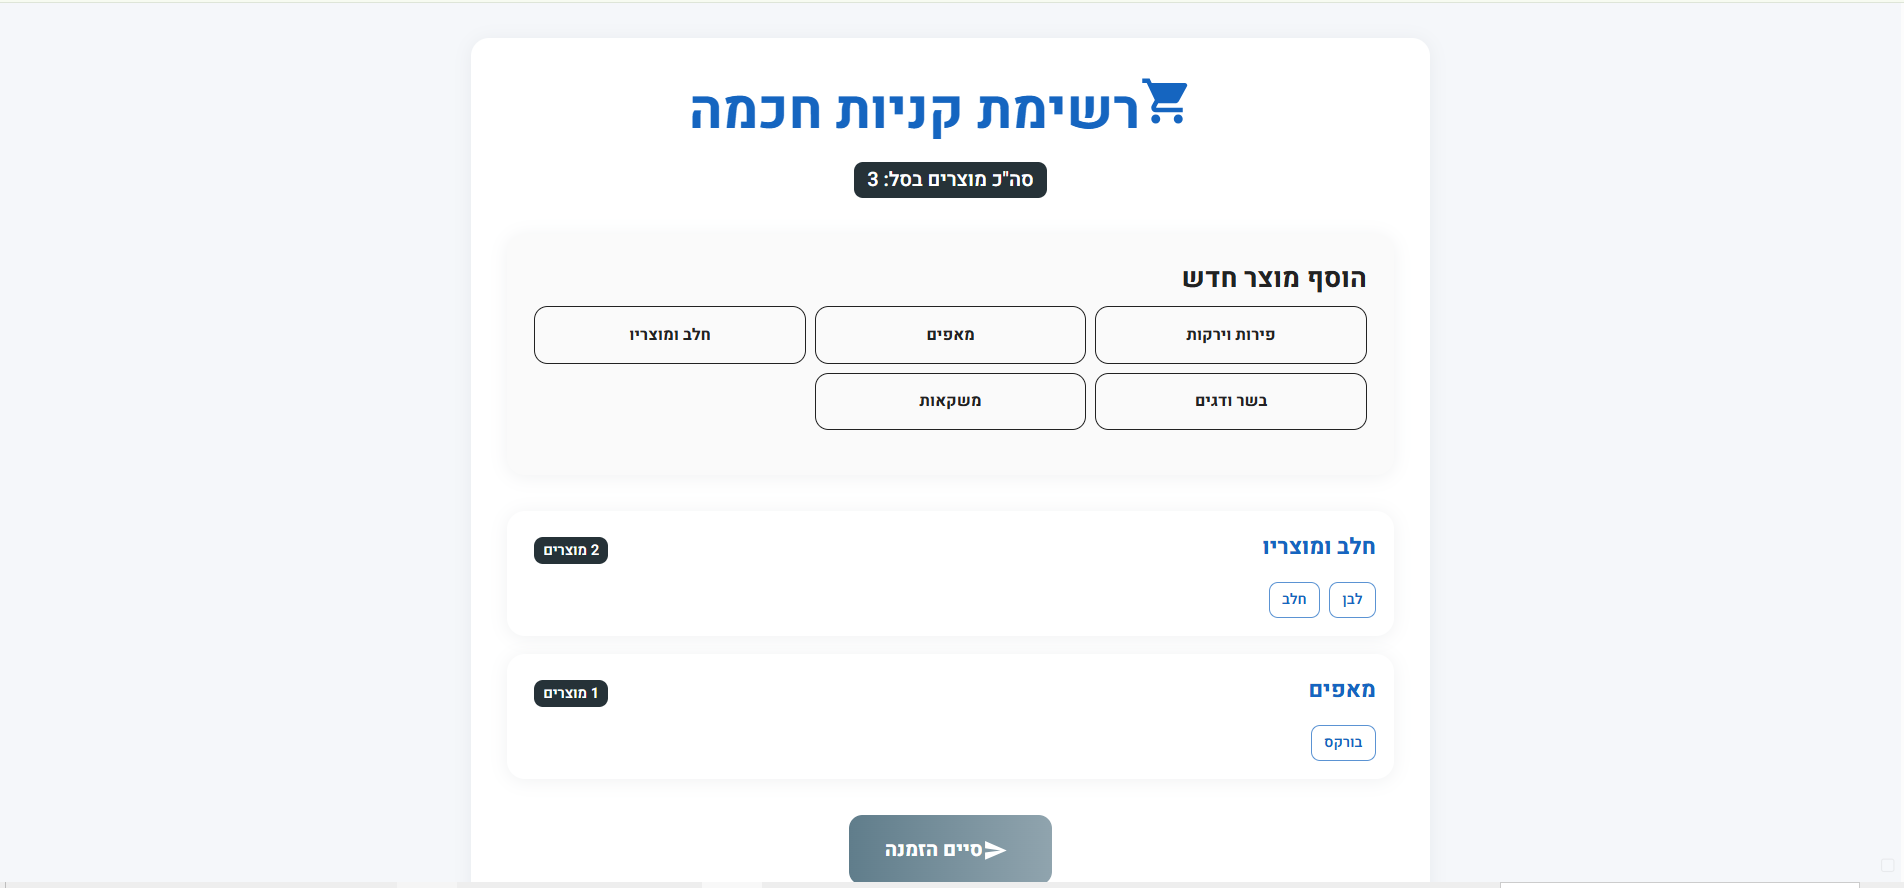 רשימת קניות חכמה
סה"כ מוצרים בסל: 3
הוסף מוצר חדש
פירות וירקות
מאפים
חלב ומוצריו
בשר ודגים
משקאות
חלב ומוצריו
2 מוצרים
לבן
חלב
מאפים
1 מוצרים
בורקס
סיים הזמנה